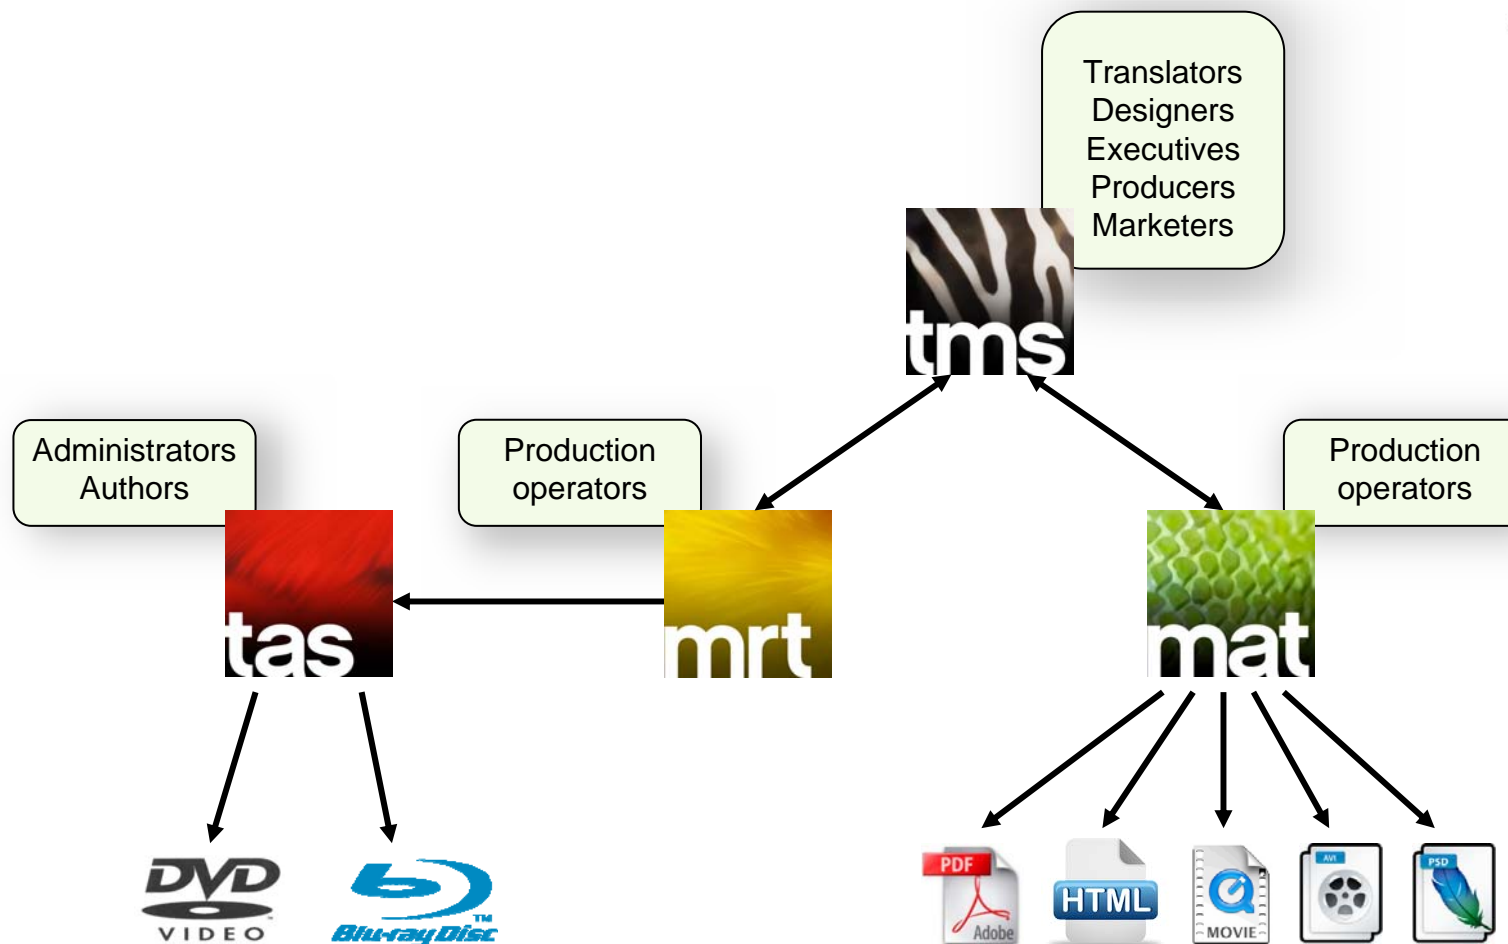 Translators
Designers
Executives
Producers
Marketers
tms
Administrators
Authors
Production
operators
Production
operators
tas
mrt
mat
DVD
VIDEO
Blu-ray Disc
TM
PDF
Adobe
HTML
MOVIE
AVI
PSD